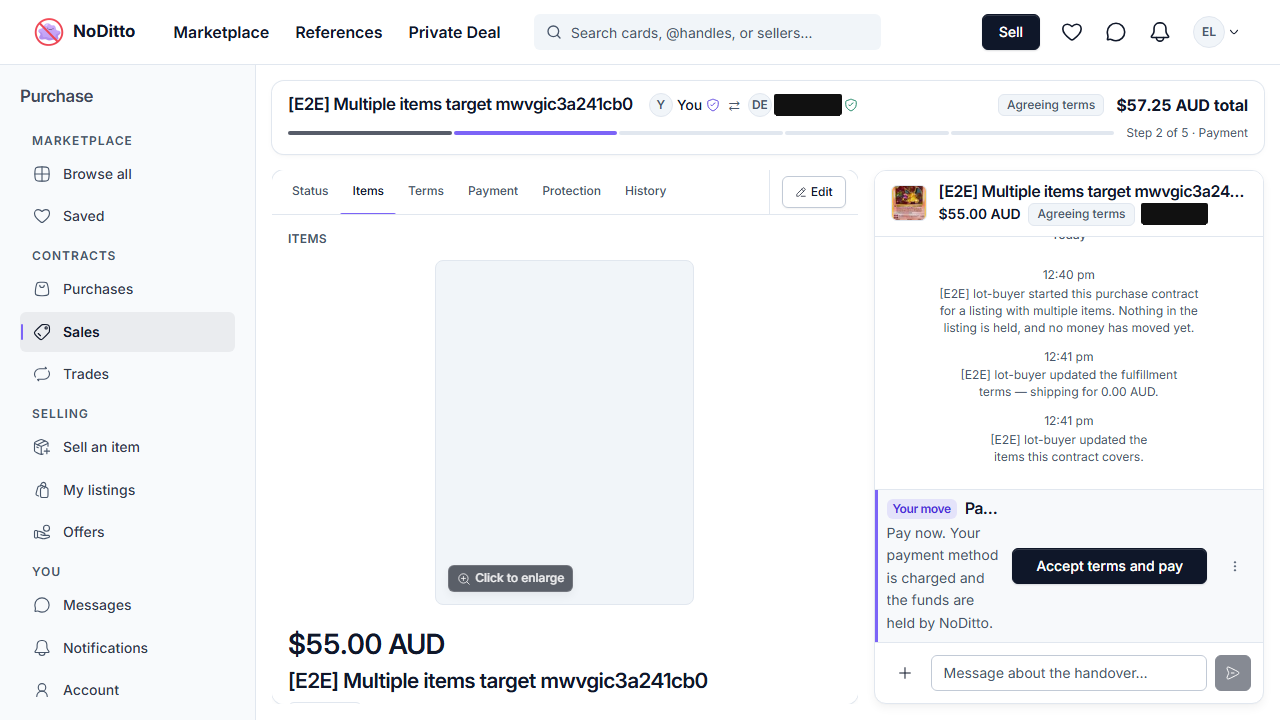 NoDitto
Marketplace
References
Private Deal
Search cards, @handles, or sellers...
Sell
EL
Purchase
MARKETPLACE
Browse all
Saved
CONTRACTS
Purchases
Sales
Trades
SELLING
Sell an item
My listings
Offers
YOU
Messages
Notifications
Account
[E2E] Multiple items target mwvgic3a241cb0
Y You
DE
Agreeing terms
$57.25 AUD total
Step 2 of 5 · Payment
Status
Items
Terms
Payment
Protection
History
Edit
ITEMS
Click to enlarge
$55.00 AUD
[E2E] Multiple items target mwvgic3a241cb0
[E2E] Multiple items target mwvgic3a24...
$55.00 AUD
Agreeing terms
12:40 pm
[E2E] lot-buyer started this purchase contract
for a listing with multiple items. Nothing in the
listing is held, and no money has moved yet.
12:41 pm
[E2E] lot-buyer updated the fulfillment
terms — shipping for 0.00 AUD.
12:41 pm
[E2E] lot-buyer updated the
items this contract covers.
Your move
Pa...
Pay now. Your
payment method
is charged and
the funds are
held by NoDitto.
Accept terms and pay
Message about the handover...